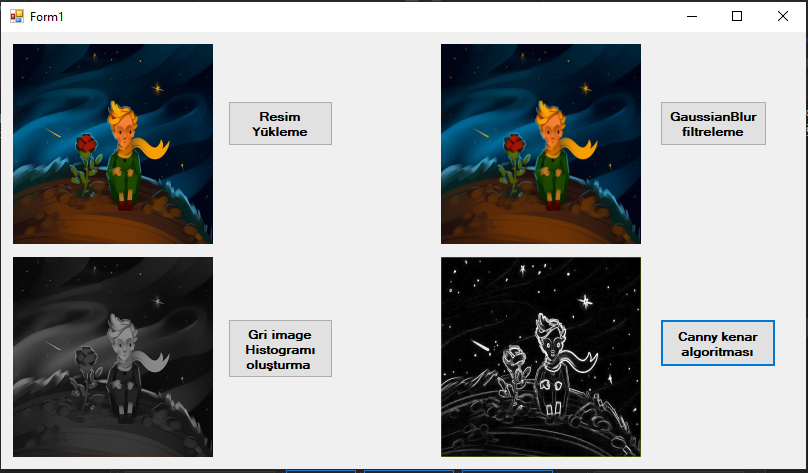 Form1
Resim
Yükleme
GaussianBlur
filtreleme
Gri image
Histogramı
oluşturma
Canny kenar
algoritması